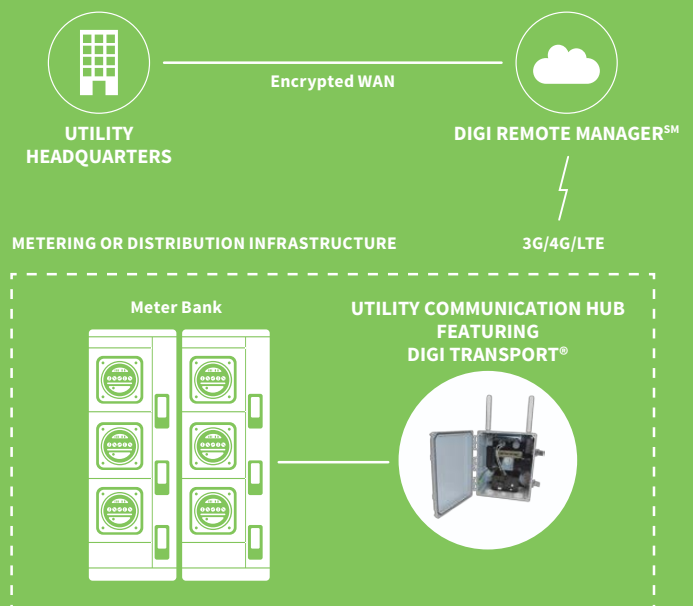 Encrypted WAN
UTILITY
HEADQUARTERS
DIGI REMOTE MANAGER℠
METERING OR DISTRIBUTION INFRASTRUCTURE
3G/4G/LTE
Meter Bank
UTILITY COMMUNICATION HUB
FEATURING
DIGI TRANSPORT®